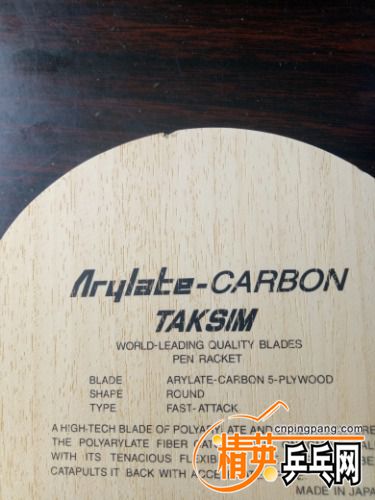 Arylate-CARBON
TAKSIM
WORLD-LEADING QUALITY BLADES
PEN RACKET
BLADE ARYLATE-CARBON 5-PLYWOOD
SHAPE ROUND
TYPE FAST-ATTACK
A HIGH-TECH BLADE OF POLYARYLATE AND
THE POLYARYLATE FIBER
WITH ITS TENACIOUS
CATAPULTS IT BACK WITH
MADE IN JAPAN
cnpingpang.com
精英乒乓网